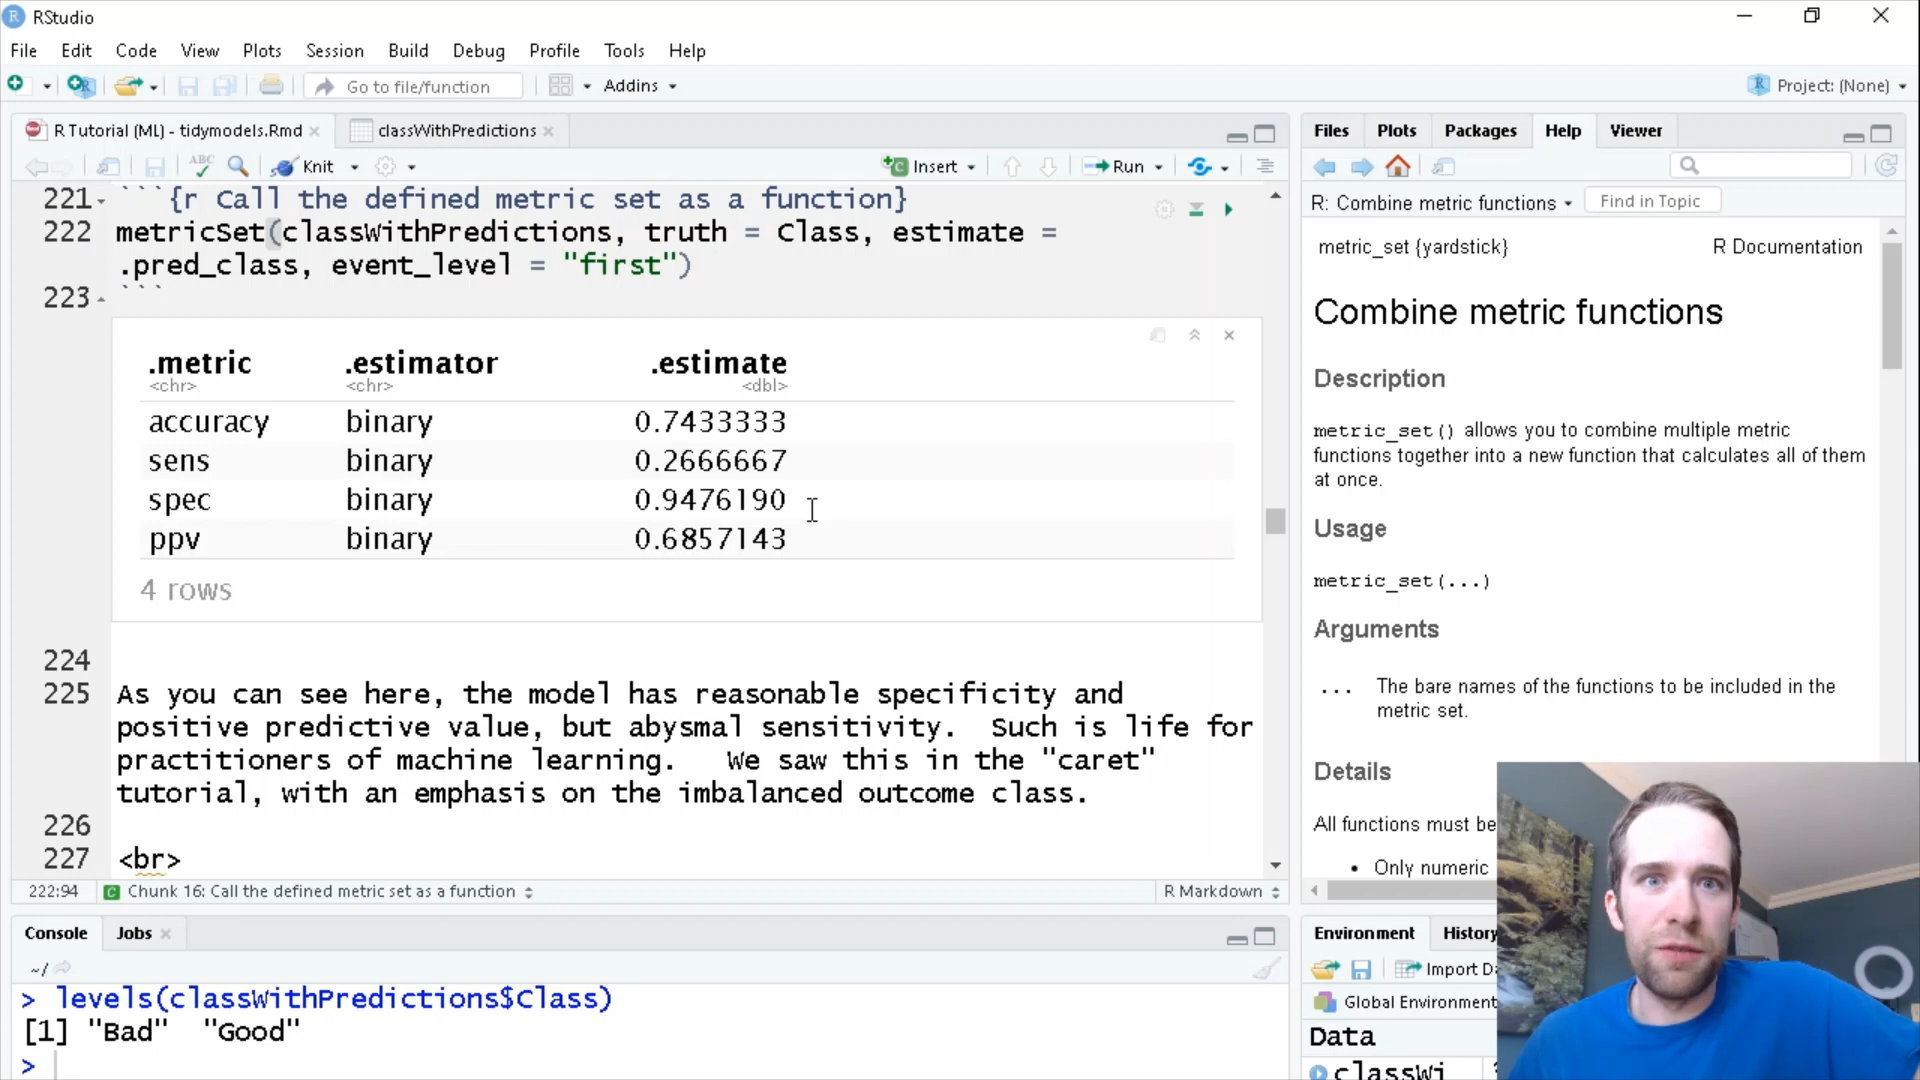 RStudio
File Edit Code View Plots Session Build Debug Profile Tools Help
Go to file/function Addins Project: (None)
R Tutorial (ML) - tidymodels.Rmd classWithPredictions
ABC Knit Insert Run
221 ```{r Call the defined metric set as a function}
222 metricSet(classWithPredictions, truth = Class, estimate =
.pred_class, event_level = "first")
223 ```
.metric .estimator .estimate
<chr> <chr> <dbl>
accuracy binary 0.7433333
sens binary 0.2666667
spec binary 0.9476190
ppv binary 0.6857143
4 rows
224
225 As you can see here, the model has reasonable specificity and
positive predictive value, but abysmal sensitivity. Such is life for
practitioners of machine learning. We saw this in the "caret"
tutorial, with an emphasis on the imbalanced outcome class.
226
227 <br>
222:94 Chunk 16: Call the defined metric set as a function R Markdown
Console Jobs
~/
> levels(classWithPredictions$Class)
[1] "Bad" "Good"
>
Files Plots Packages Help Viewer
R: Combine metric functions Find in Topic
metric_set {yardstick} R Documentation
Combine metric functions
Description
metric_set() allows you to combine multiple metric
functions together into a new function that calculates all of them
at once.
Usage
metric_set(...)
Arguments
... The bare names of the functions to be included in the
metric set.
Details
All functions must be
• Only numeric
Environment History
Import Da
Global Environment
Data
classWi